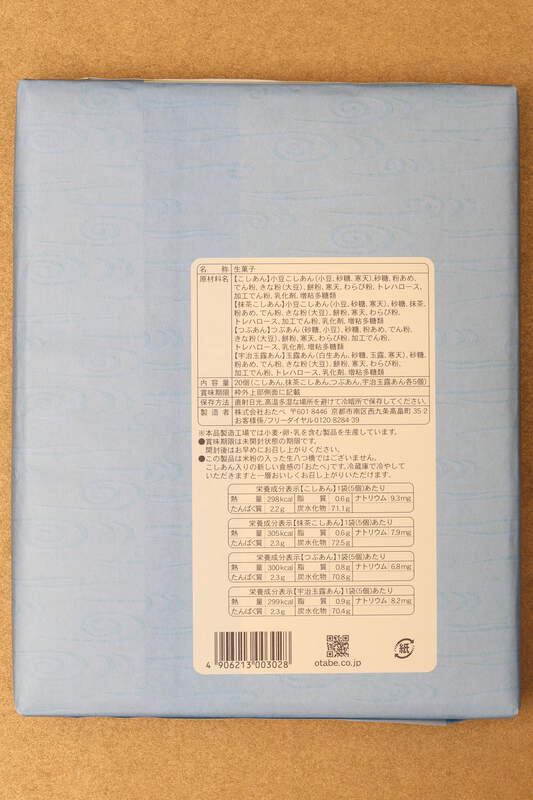 名称 生菓子
原材料名 【こしあん】小豆こしあん(小豆、砂糖、寒天)、砂糖、粉あめ、
でん粉、きな粉(大豆)、餅粉、寒天、わらび粉、トレハロース、
加工でん粉、乳化剤、増粘多糖類
【抹茶こしあん】小豆こしあん(小豆、砂糖、寒天)、砂糖、抹茶、
粉あめ、でん粉、きな粉(大豆)、餅粉、寒天、わらび粉、
トレハロース、加工でん粉、乳化剤、増粘多糖類
【つぶあん】つぶあん(砂糖、小豆)、砂糖、粉あめ、でん粉、
きな粉(大豆)、餅粉、寒天、わらび粉、加工でん粉、
トレハロース、乳化剤、増粘多糖類
【宇治玉露あん】玉露あん(白生あん、砂糖、玉露、寒天)、砂糖、
粉あめ、でん粉、きな粉(大豆)、餅粉、寒天、わらび粉、
加工でん粉、トレハロース、乳化剤、増粘多糖類
内容量 20個(こしあん、抹茶こしあん、つぶあん、宇治玉露あん各5個)
賞味期限 枠外上部側面に記載
保存方法 直射日光、高温多湿な場所を避けて冷暗所で保存してください。
製造者 株式会社おたべ 〒601 8446 京都市南区西九条高畠町 35 2
お客様係/フリーダイヤル 0120・8284・39
※本品製造工場では小麦・卵・乳を含む製品を生産しています。
●賞味期限は未開封状態の期限です。
開封後はお早めにお召し上がりください。
●この製品は米粉の入った生八つ橋ではございません。
こしあん入りの新しい食感の「おたべ」です。冷蔵庫で冷やして
いただきますと一層おいしくお召し上がりいただけます。
栄養成分表示【こしあん】1袋(5個)あたり
熱量 298kcal 脂質 0.6g ナトリウム 9.3mg
たんぱく質 2.2g 炭水化物 71.1g
栄養成分表示【抹茶こしあん】1袋(5個)あたり
熱量 305kcal 脂質 0.6g ナトリウム 7.9mg
たんぱく質 2.3g 炭水化物 72.5g
栄養成分表示【つぶあん】1袋(5個)あたり
熱量 300kcal 脂質 0.8g ナトリウム 6.8mg
たんぱく質 2.3g 炭水化物 70.8g
栄養成分表示【宇治玉露あん】1袋(5個)あたり
熱量 299kcal 脂質 0.9g ナトリウム 8.2mg
たんぱく質 2.3g 炭水化物 70.4g
4 906213 003028
otabe.co.jp
紙